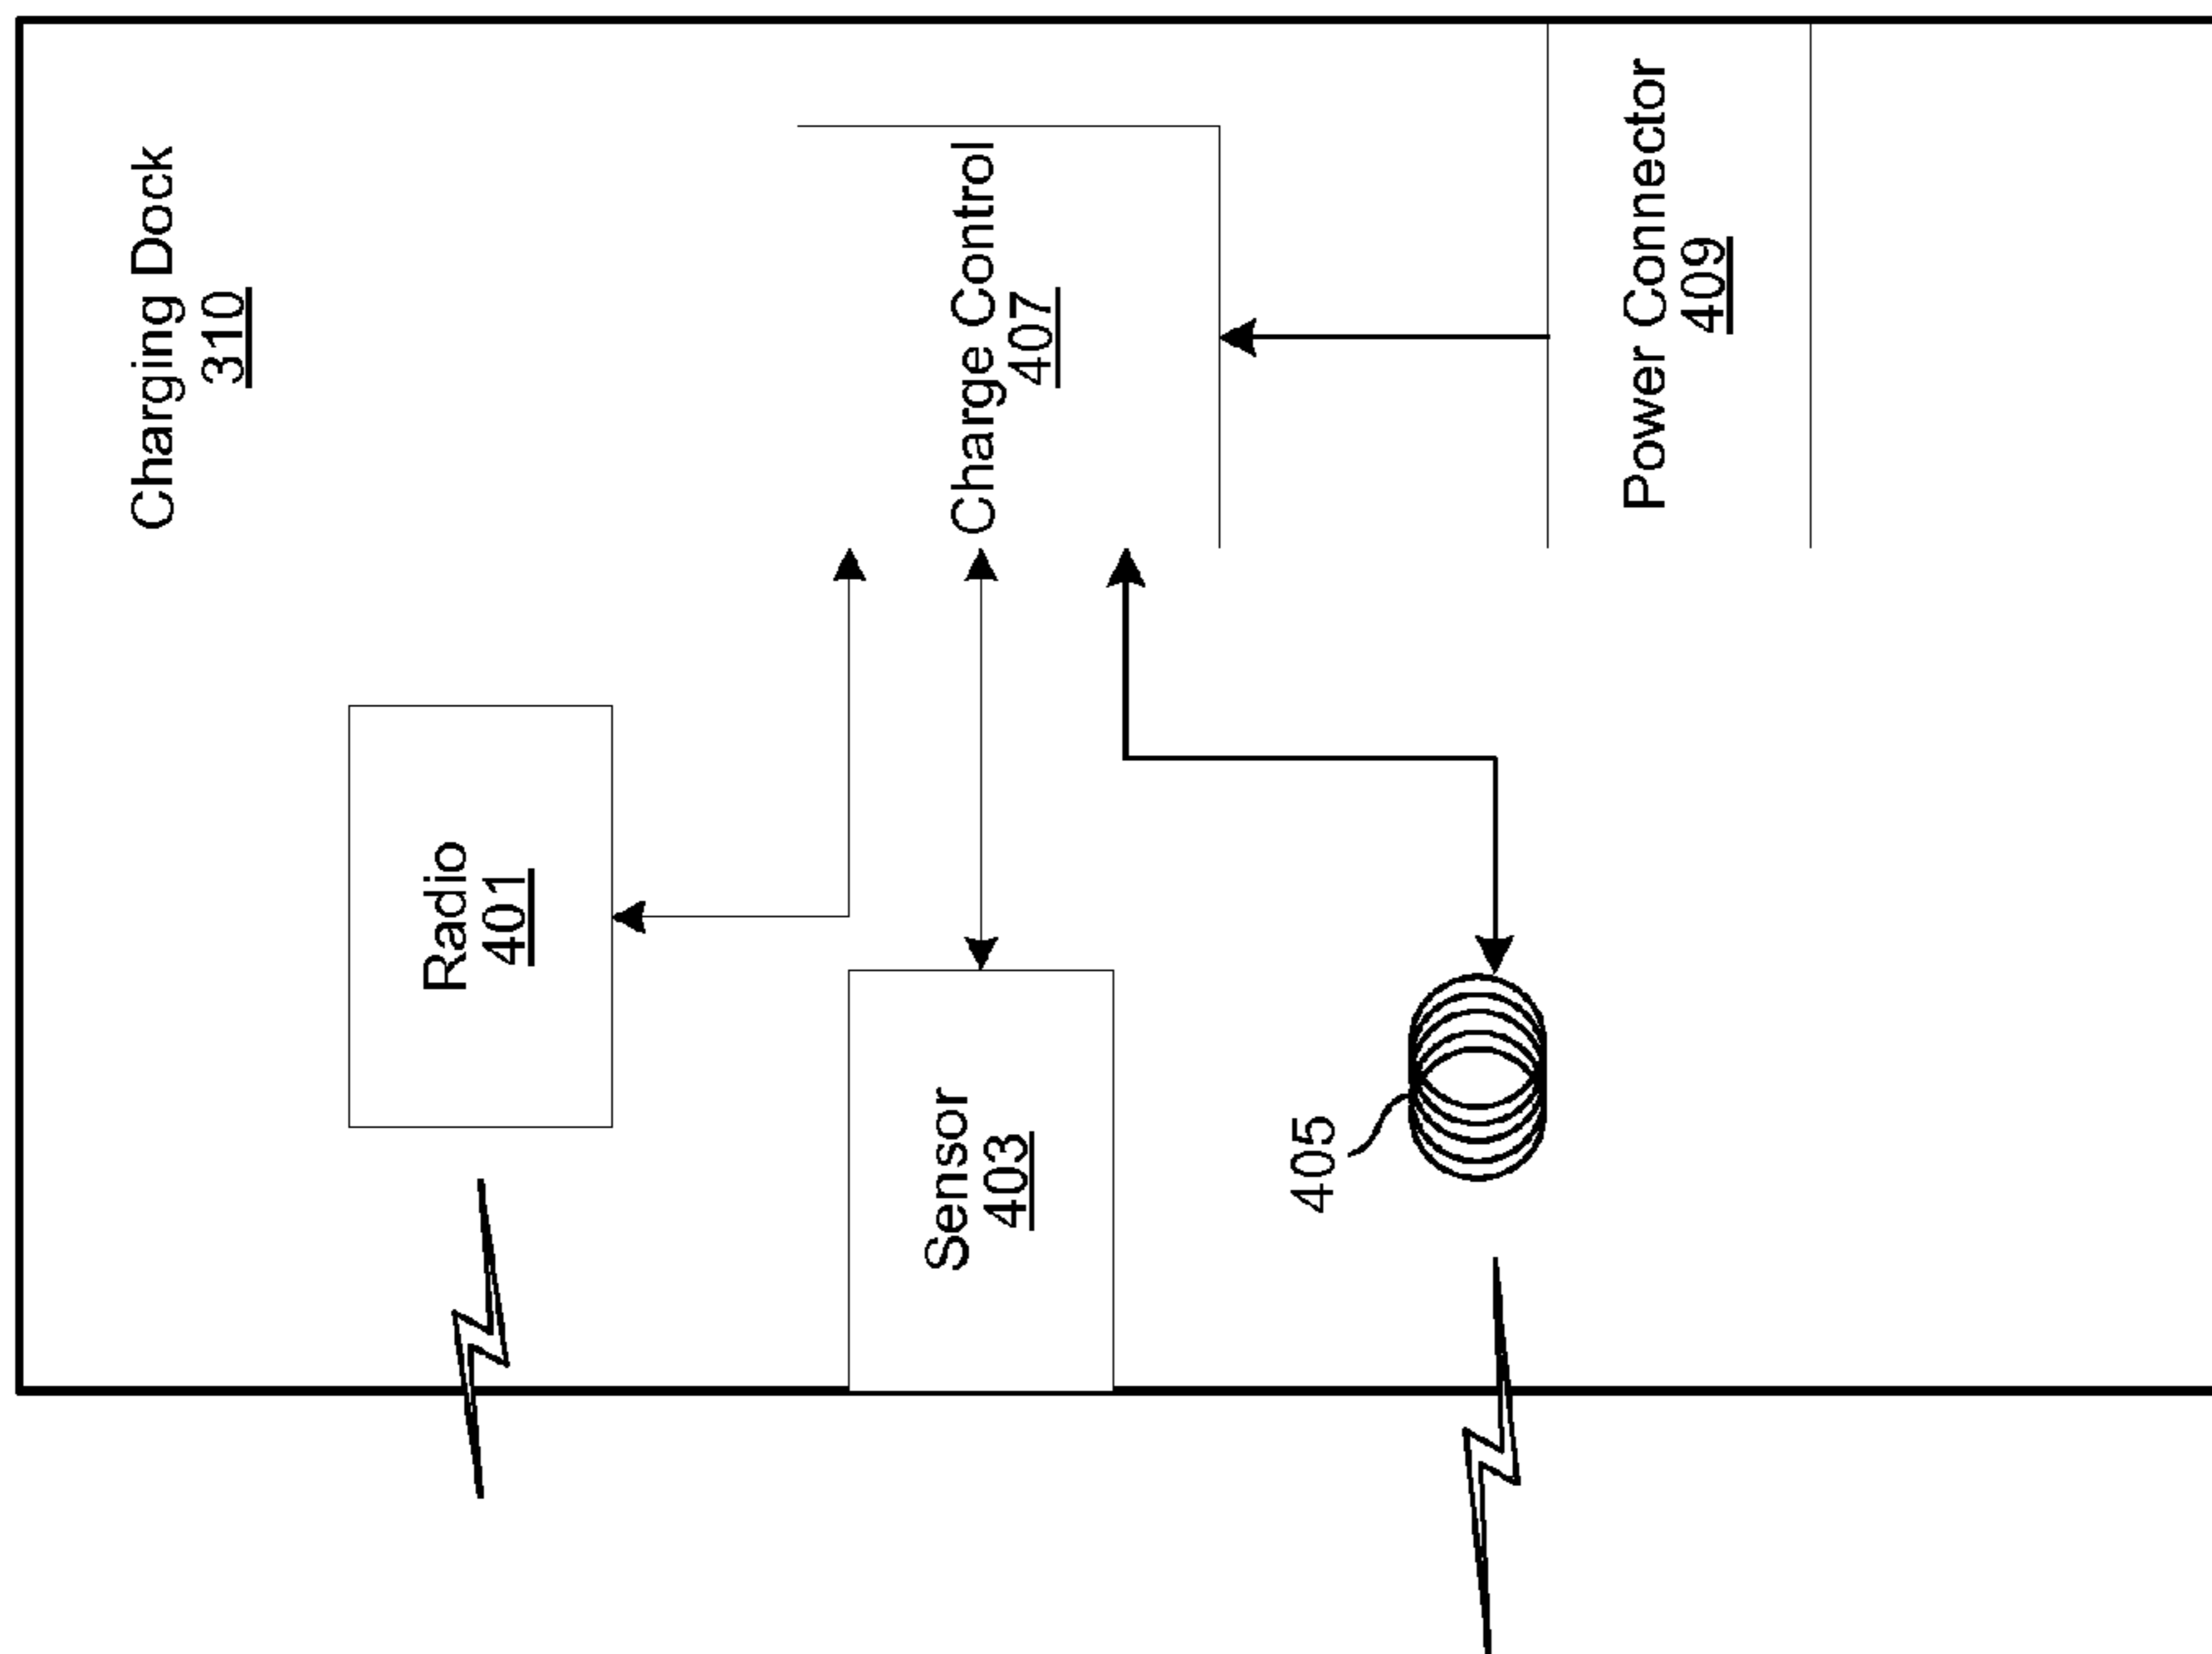 Charging Dock
310
Radio
401
Charge Control
407
Sensor
403
405
Power Connector
409